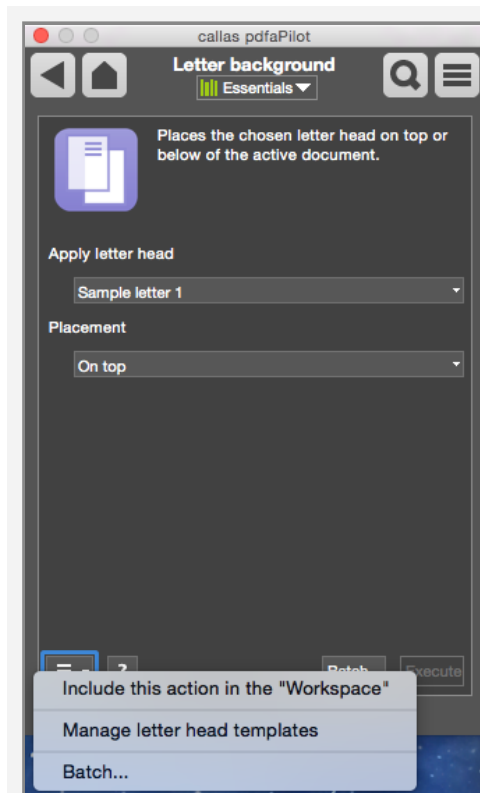 callas pdfaPilot
Letter background
Essentials
Places the chosen letter head on top or
below of the active document.
Apply letter head
Sample letter 1
Placement
On top
?
Batch...
Execute
Include this action in the "Workspace"
Manage letter head templates
Batch...